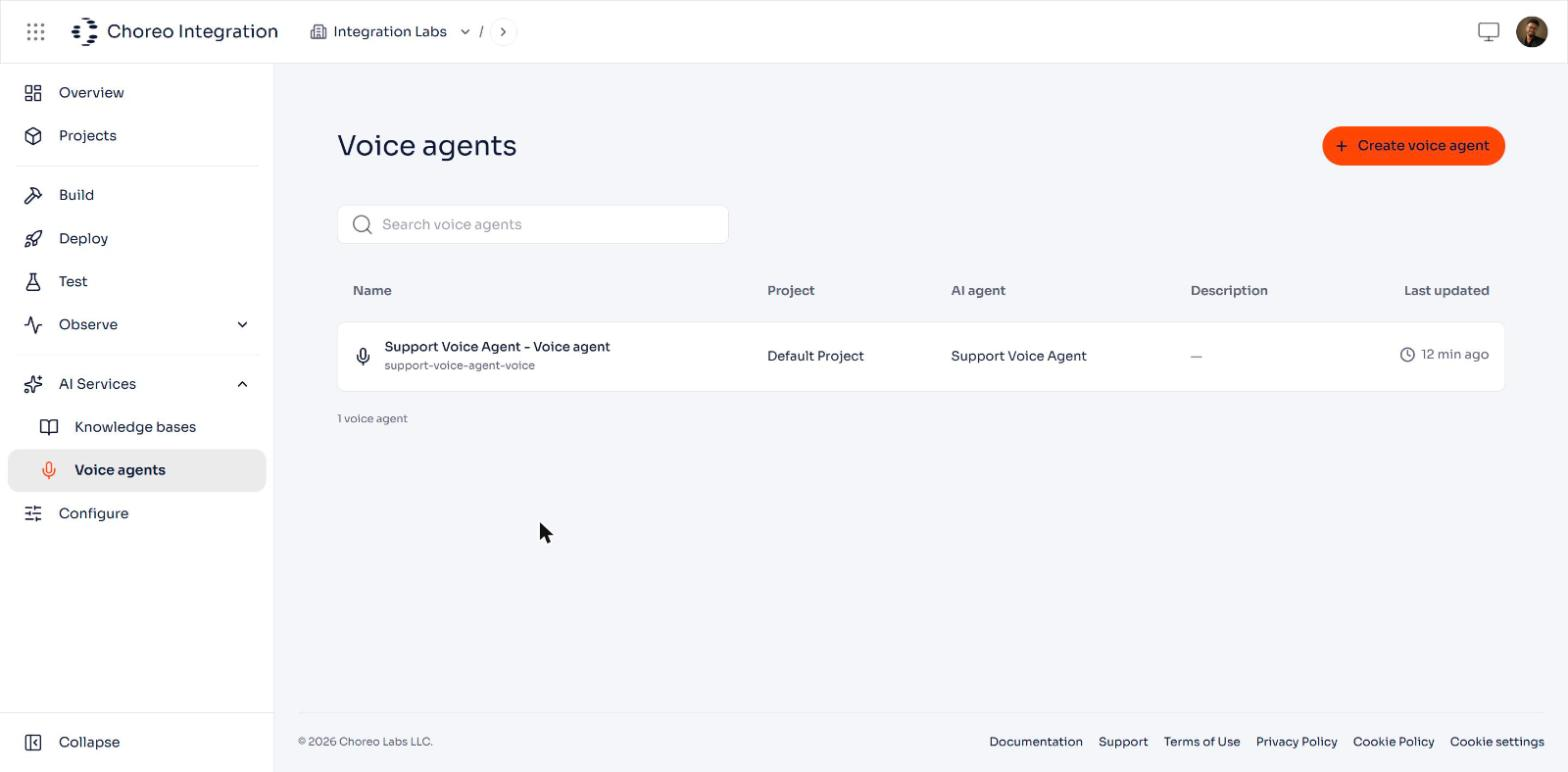 Choreo Integration
Integration Labs /
Overview
Projects
Build
Deploy
Test
Observe
AI Services
Knowledge bases
Voice agents
Configure
Collapse
Voice agents
+ Create voice agent
Search voice agents
Name Project AI agent Description Last updated
Support Voice Agent - Voice agent
support-voice-agent-voice
Default Project Support Voice Agent — 12 min ago
1 voice agent
© 2026 Choreo Labs LLC. Documentation Support Terms of Use Privacy Policy Cookie Policy Cookie settings